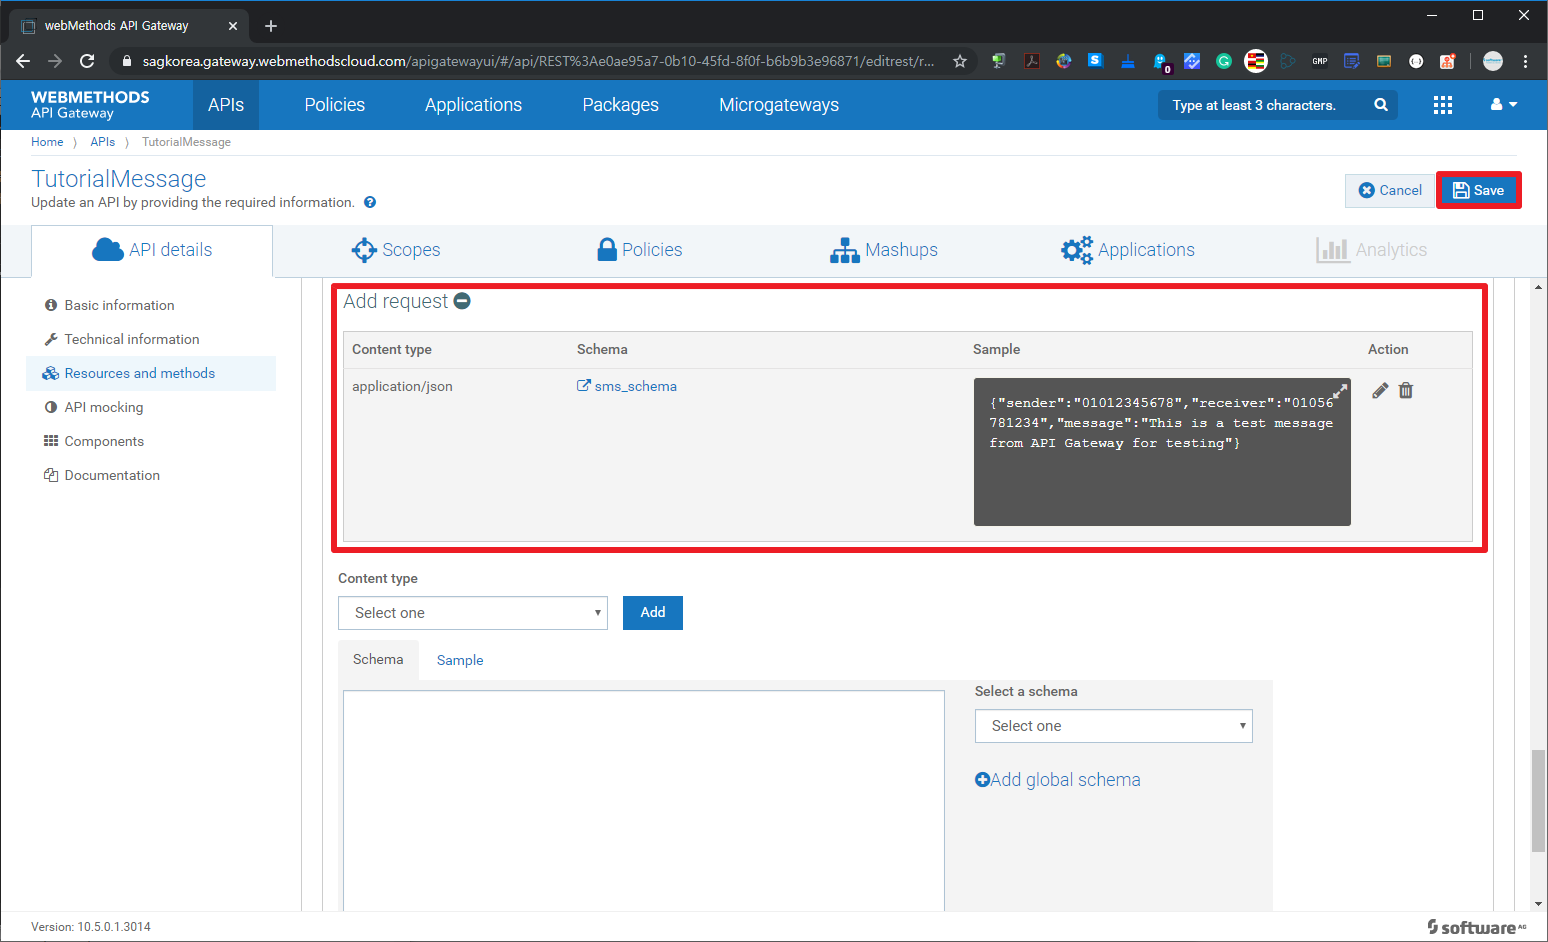 webMethods API Gateway
sagkorea.gateway.webmethodscloud.com/apigatewayui/#/api/REST%3Ae0ae95a7-0b10-45fd-8f0f-b6b9b3e96871/editrest/r...
S
0
G
GMP
WEBMETHODS
API Gateway
APIs
Policies
Applications
Packages
Microgateways
Type at least 3 characters.
Home
APIs
TutorialMessage
TutorialMessage
Update an API by providing the required information.
Cancel
Save
API details
Scopes
Policies
Mashups
Applications
Analytics
Basic information
Technical information
Resources and methods
API mocking
Components
Documentation
Add request
Content type
Schema
Sample
Action
application/json
sms_schema
{"sender":"01012345678","receiver":"01056
781234","message":"This is a test message
from API Gateway for testing"}
Content type
Select one
Add
Schema
Sample
Select a schema
Select one
Add global schema
Version: 10.5.0.1.3014
software AG